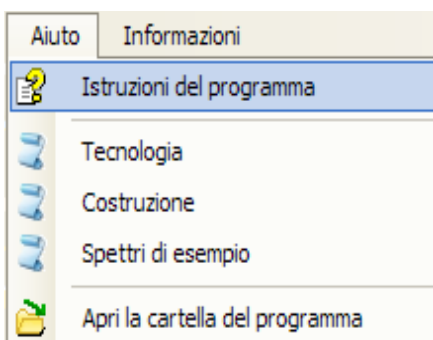 Aiuto Informazioni
Istruzioni del programma
Tecnologia
Costruzione
Spettri di esempio
Apri la cartella del programma